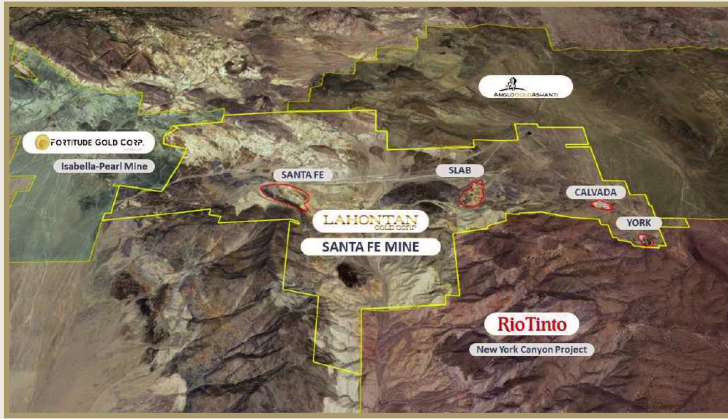 ANGLOGOLDASHANTI
FORTITUDE GOLD CORP.
Isabella-Pearl Mine
SANTA FE
SLAB
CALVADA
YORK
LAHONTAN
GOLD CORP
SANTA FE MINE
RioTinto
New York Canyon Project